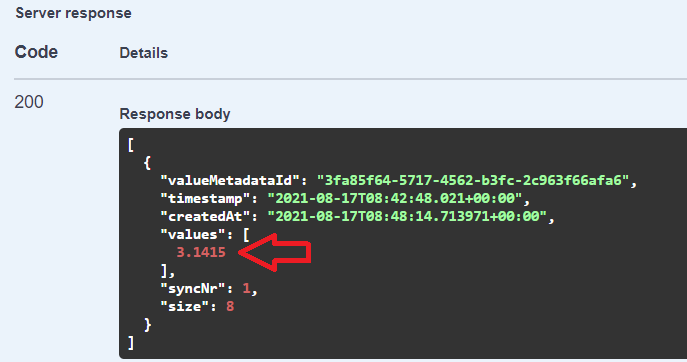 Server response
Code Details
200
Response body
[
{
"valueMetadataId": "3fa85f64-5717-4562-b3fc-2c963f66afa6",
"timestamp": "2021-08-17T08:42:48.021+00:00",
"createdAt": "2021-08-17T08:48:14.713971+00:00",
"values": [
3.1415
],
"syncNr": 1,
"size": 8
}
]